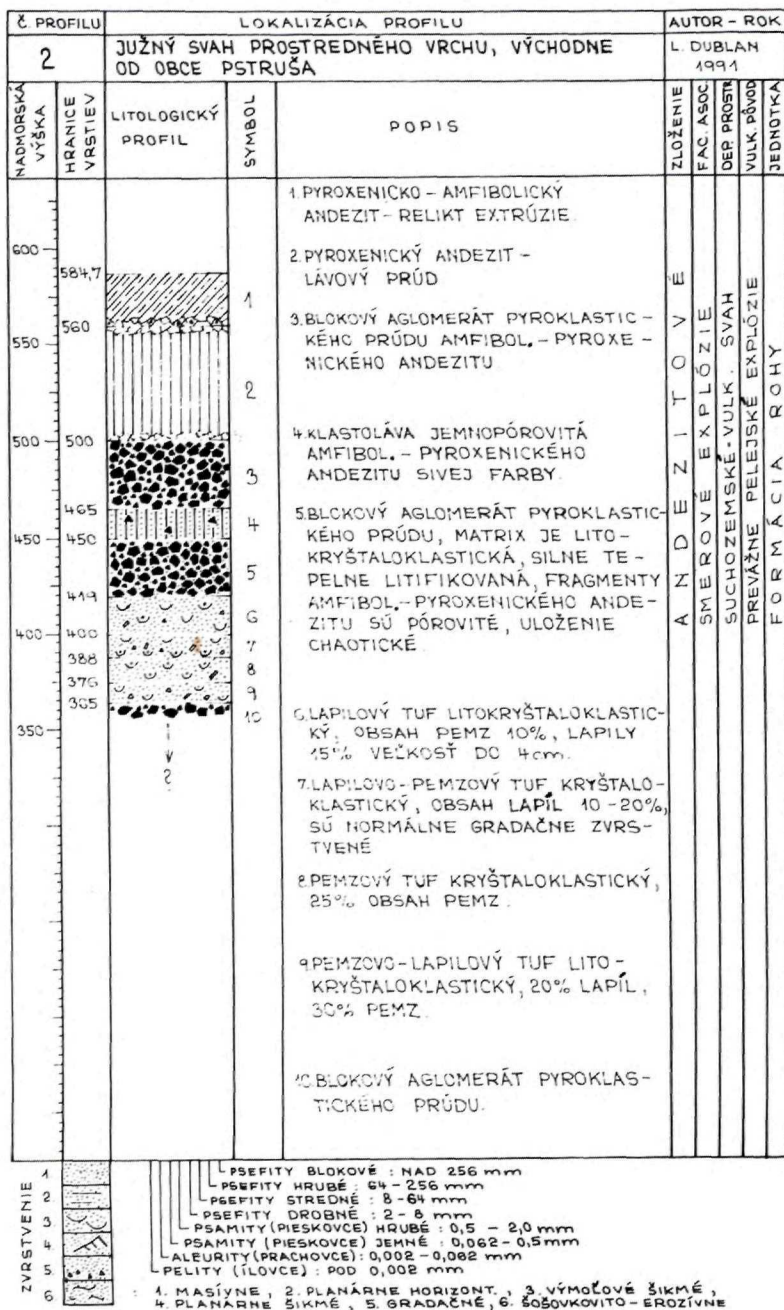 Č. PROFILU
LOKALIZÁCIA PROFILU
AUTOR - ROK
2
JUŽNÝ SVAH PROSTREDNÉHO VRCHU, VÝCHODNE
OD OBCE PSTRUŠA
L. DUBLAN
1991
NADMORSKÁ
VÝŠKA
HRANICE
VRSTIEV
LITOLOGICKÝ
PROFIL
SYMBOL
POPIS
ZLOŽENIE
FAC. ASOC.
DEP. PROSTR.
VULK. PÔVOD
JEDNOTKA
600
550
500
450
400
350
584,7
560
500
465
450
419
400
388
376
365
1
2
3
4
5
6
7
8
9
10
?
1. PYROXENICKO - AMFIBOLICKÝ
ANDEZIT - RELIKT EXTRÚZIE.
2. PYROXENICKÝ ANDEZIT -
LÁVOVÝ PRÚD
3. BLOKOVÝ AGLOMERÁT PYROKLASTIC-
KÉHO PRÚDU AMFIBOL. - PYROXE-
NICKÉHO ANDEZITU
4. KLASTOLÁVA JEMNOPÓROVITÁ
AMFIBOL. - PYROXENICKÉHO
ANDEZITU SIVEJ FARBY.
5. BLOKOVÝ AGLOMERÁT PYROKLASTIC-
KÉHO PRÚDU, MATRIX JE LITO-
KRYŠTALOKLASTICKÁ, SILNE TE-
PELNE LITIFIKOVANÁ, FRAGMENTY
AMFIBOL.-PYROXENICKÉHO ANDE-
ZITU SÚ PÓROVITÉ, ULOŽENIE
CHAOTICKÉ.
6. LAPILOVÝ TUF LITOKRYŠTALOKLASTIC-
KÝ, OBSAH PEMZ 10%, LAPILY
15% VEĽKOSŤ DO 4cm.
7. LAPILOVO-PEMZOVÝ TUF KRYŠTALO-
KLASTICKÝ, OBSAH LAPÍL 10-20%,
SÚ NORMÁLNE GRADAČNE ZVRS-
TVENÉ
8. PEMZOVÝ TUF KRYŠTALOKLASTICKÝ,
25% OBSAH PEMZ.
9. PEMZOVO-LAPILOVÝ TUF LITO-
KRYŠTALOKLASTICKÝ, 20% LAPÍL,
30% PEMZ.
10. BLOKOVÝ AGLOMERÁT PYROKLAS-
TICKÉHO PRÚDU.
ANDEZITOVÉ
SMEROVÉ EXPLÓZIE
SUCHOZEMSKÉ-VULK. SVAH
PREVÁŽNE PELEJSKÉ EXPLÓZIE
FORMÁCIA ROHY
ZVRSTVENIE
1
2
3
4
5
6
PSEFITY BLOKOVÉ : NAD 256 mm
PSEFITY HRUBÉ : 64 - 256 mm
PSEFITY STREDNÉ : 8 - 64 mm
PSEFITY DROBNÉ : 2 - 8 mm
PSAMITY (PIESKOVCE) HRUBÉ : 0,5 - 2,0 mm
PSAMITY (PIESKOVCE) JEMNÉ : 0,062-0,5 mm
ALEURITY (PRACHOVCE) : 0,002 - 0,062 mm
PELITY (ÍLOVCE) : POD 0,002 mm
: 1. MASÍVNE, 2. PLANÁRNE HORIZONT., 3. VÝMOĽOVÉ ŠIKMÉ,
4. PLANÁRNE ŠIKMÉ, 5. GRADAČNÉ, 6. ŠOŠOVKOVITO - EROZÍVNE